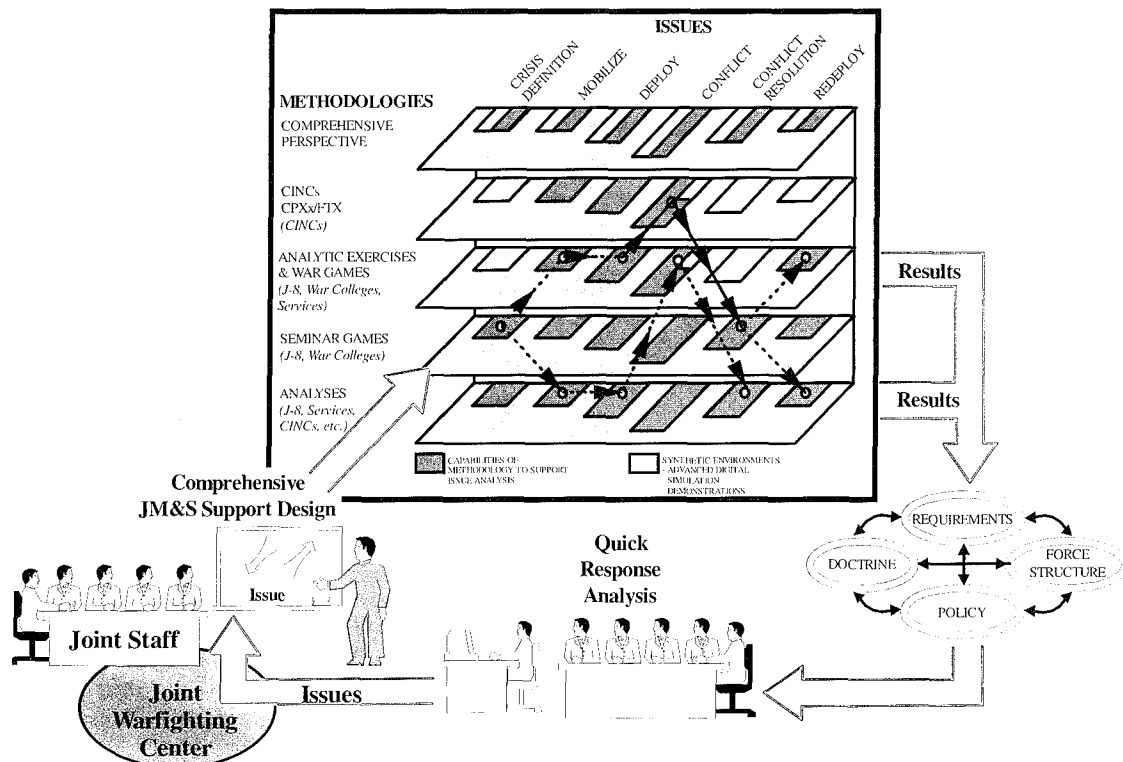 ISSUES
CRISIS
DEFINITION
MOBILIZE
DEPLOY
CONFLICT
CONFLICT
RESOLUTION
REDEPLOY
METHODOLOGIES
COMPREHENSIVE
PERSPECTIVE
CINCs
CPXx/FTX
(CINCs)
ANALYTIC EXERCISES
& WAR GAMES
(J-8, War Colleges,
Services)
SEMINAR GAMES
(J-8, War Colleges)
ANALYSES
(J-8, Services,
CINCs, etc.)
CAPABILITIES OF
METHODOLOGY TO SUPPORT
ISSUE ANALYSIS
SYNTHETIC ENVIRONMENTS
- ADVANCED DIGITAL
SIMULATION
DEMONSTRATIONS
Results
Results
Comprehensive
JM&S Support Design
Issue
Joint Staff
Joint
Warfighting
Center
Issues
Quick
Response
Analysis
REQUIREMENTS
DOCTRINE
FORCE
STRUCTURE
POLICY